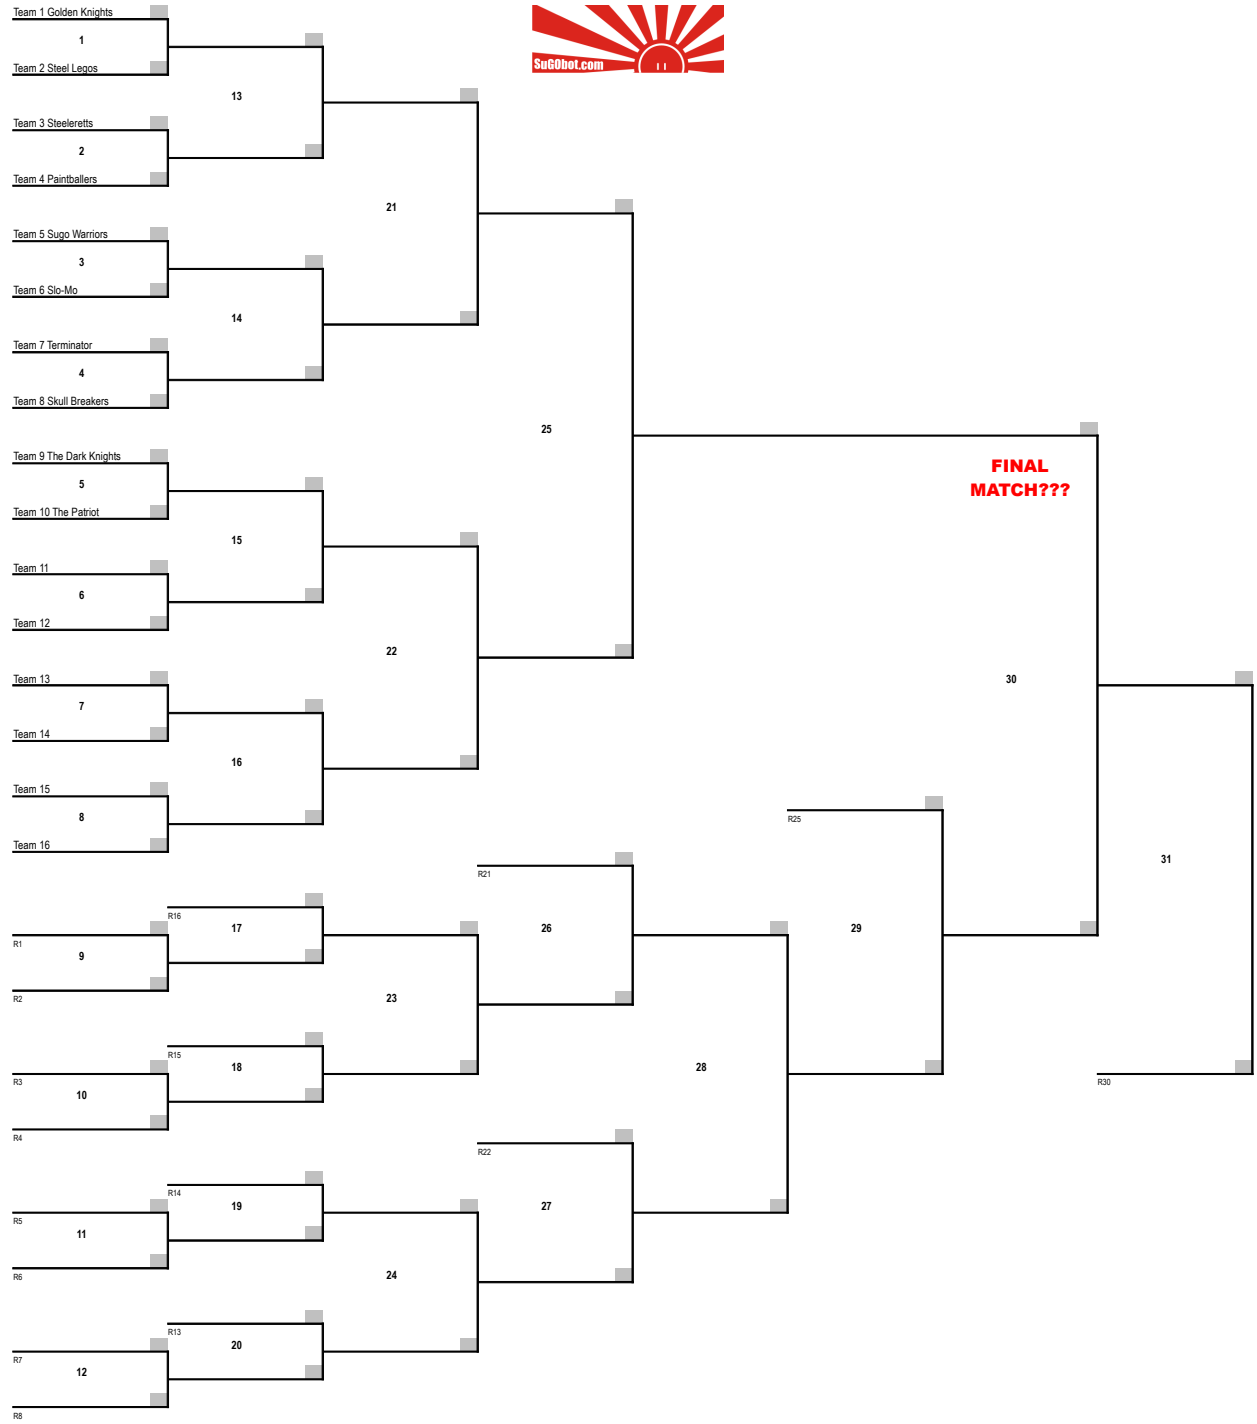 Team 1 Golden Knights
1
Team 2 Steel Legos
13
Team 3 Steeleretts
2
Team 4 Paintballers
21
Team 5 Sugo Warriors
3
Team 6 Slo-Mo
14
Team 7 Terminator
4
Team 8 Skull Breakers
25
Team 9 The Dark Knights
5
Team 10 The Patriot
15
Team 11
6
Team 12
22
Team 13
7
Team 14
16
Team 15
8
Team 16
SuGObot.com
FINAL
MATCH???
30
R25
31
R21
R16
17
26
29
R1
9
R2
23
R15
18
28
R3
10
R4
R30
R22
R14
19
27
R5
11
R6
24
R13
20
R7
12
R8